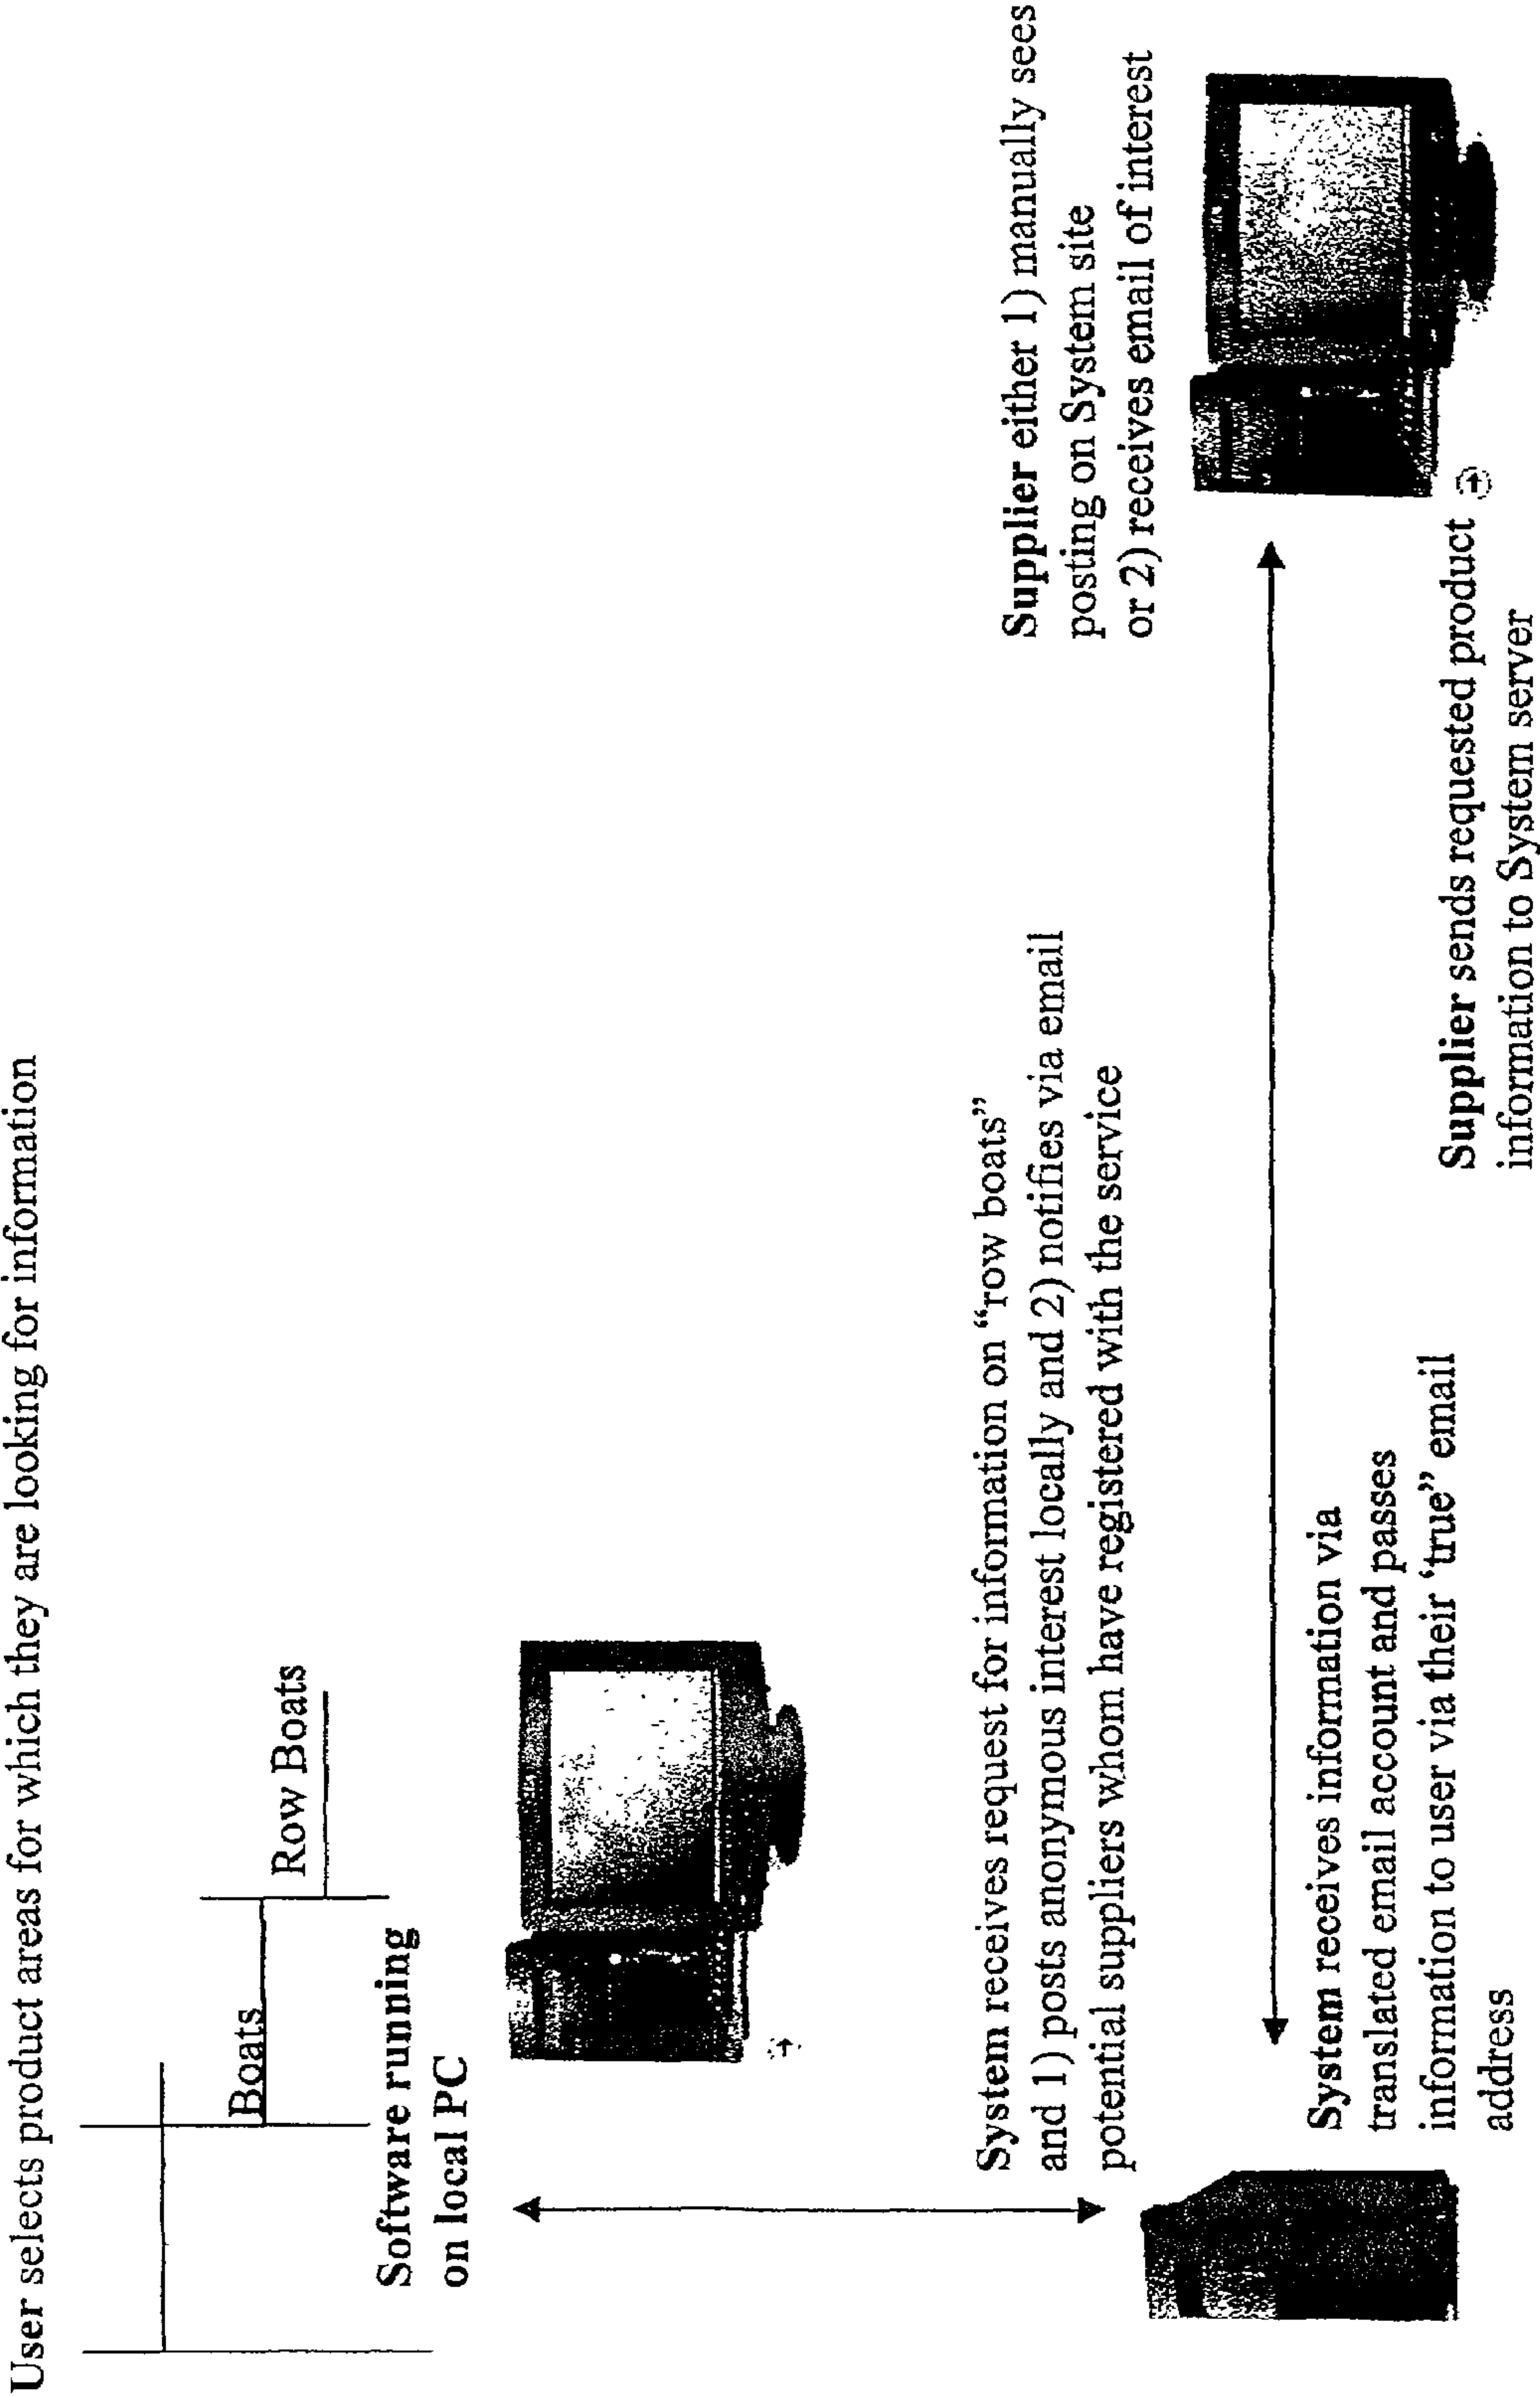 User selects product areas for which they are looking for information
Boats
Row Boats
Software running
on local PC
System receives request for information on “row boats”
and 1) posts anonymous interest locally and 2) notifies via email
potential suppliers whom have registered with the service
Supplier either 1) manually sees
posting on System site
or 2) receives email of interest
System receives information via
translated email account and passes
information to user via their ‘true” email
address
Supplier sends requested product
information to System server